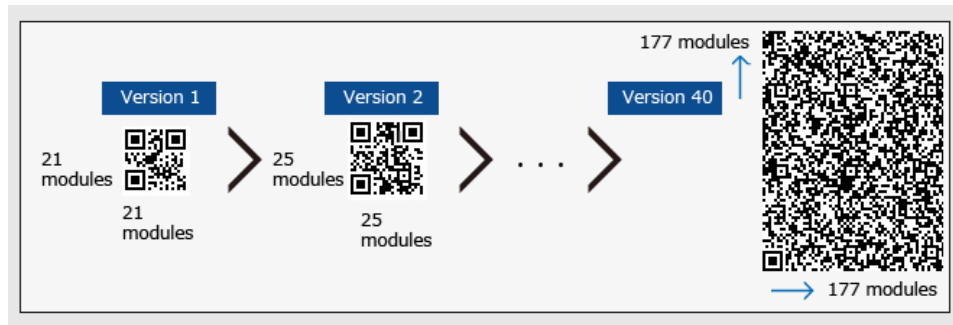 Version 1
21
modules
21
modules
Version 2
25
modules
25
modules
. . .
Version 40
177 modules
177 modules